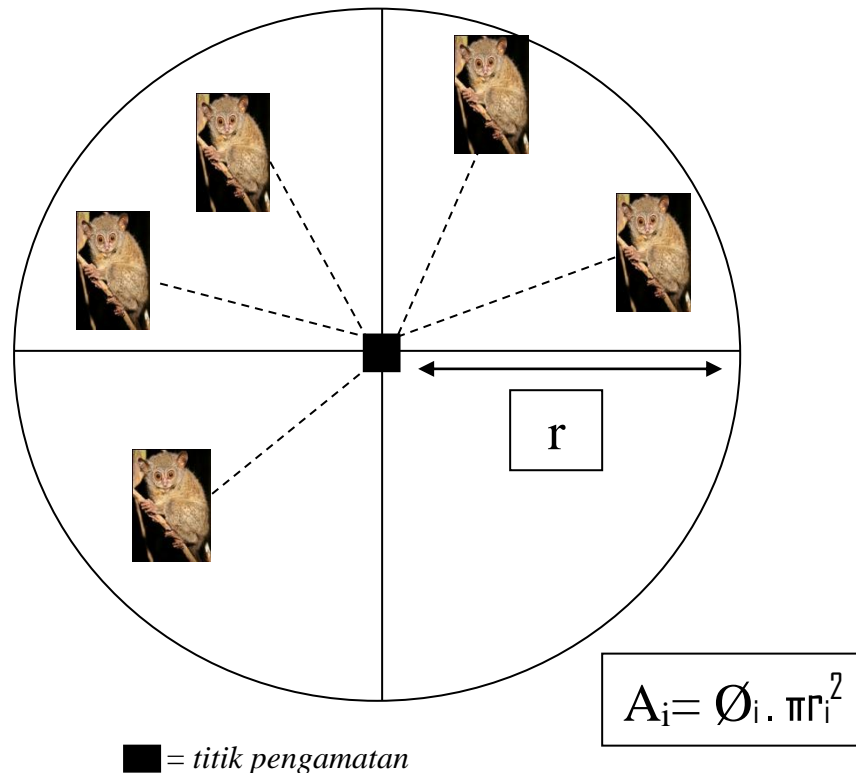 r
Aᵢ= Øᵢ. πrᵢ²
= titik pengamatan